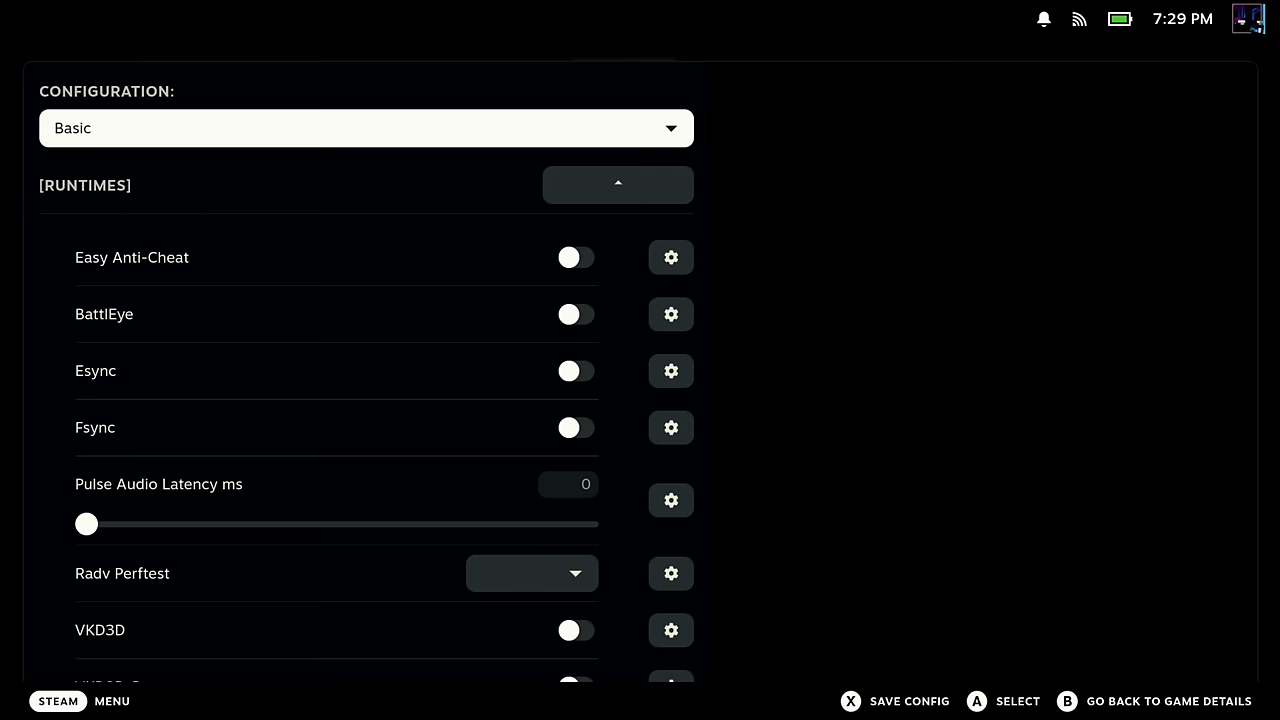 7:29 PM
CONFIGURATION:
Basic
[RUNTIMES]
Easy Anti-Cheat
BattlEye
Esync
Fsync
Pulse Audio Latency ms 0
Radv Perftest
VKD3D
STEAM MENU X SAVE CONFIG A SELECT B GO BACK TO GAME DETAILS